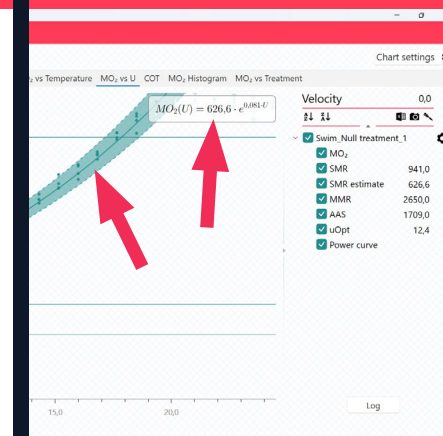 Chart settings
₂ vs Temperature MO₂ vs U COT MO₂ Histogram MO₂ vs Treatment
MO₂(U) = 626,6 · e^0,081·U
Velocity 0,0
Swim_Null treatment_1
MO₂
SMR 941,0
SMR estimate 626,6
MMR 2650,0
AAS 1709,0
uOpt 12,4
Power curve
15,0 20,0
Log